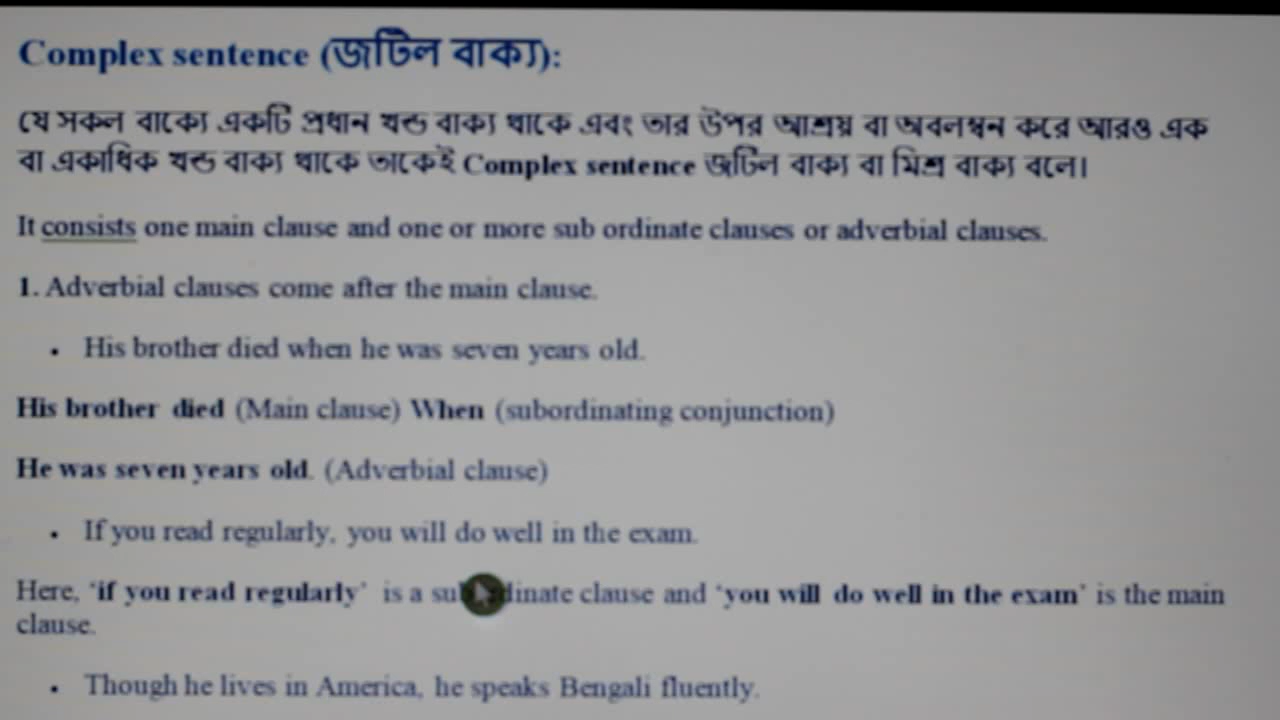 Complex sentence (জটিল বাক্য):
যে সকল বাক্যে একটি প্রধান খন্ড বাক্য থাকে এবং তার উপর আশ্রয় বা অবলম্বন করে আরও এক
বা একাধিক খন্ড বাক্য থাকে তাকেই Complex sentence জটিল বাক্য বা মিশ্র বাক্য বলে।
It consists one main clause and one or more sub ordinate clauses or adverbial clauses.
1. Adverbial clauses come after the main clause.
• His brother died when he was seven years old.
His brother died (Main clause) When (subordinating conjunction)
He was seven years old. (Adverbial clause)
• If you read regularly, you will do well in the exam.
Here, ‘if you read regularly’ is a subordinate clause and ‘you will do well in the exam’ is the main
clause.
• Though he lives in America, he speaks Bengali fluently.